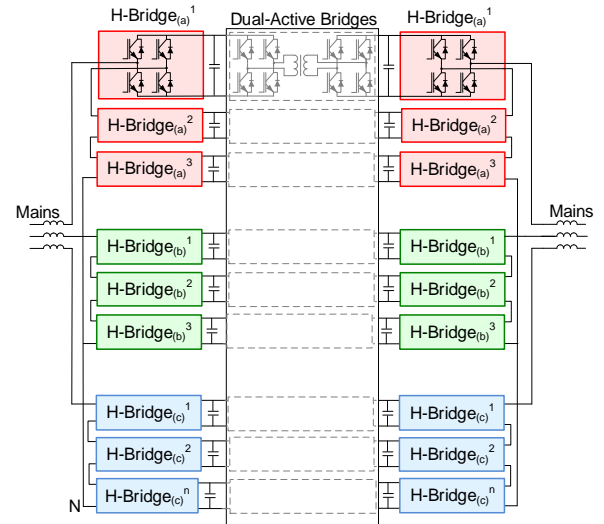 H-Bridge(a)¹ Dual-Active Bridges H-Bridge(a)¹
H-Bridge(a)² H-Bridge(a)²
H-Bridge(a)³ H-Bridge(a)³
Mains Mains
H-Bridge(b)¹ H-Bridge(b)¹
H-Bridge(b)² H-Bridge(b)²
H-Bridge(b)³ H-Bridge(b)³
H-Bridge(c)¹ H-Bridge(c)¹
H-Bridge(c)² H-Bridge(c)²
N H-Bridge(c)ⁿ H-Bridge(c)ⁿ